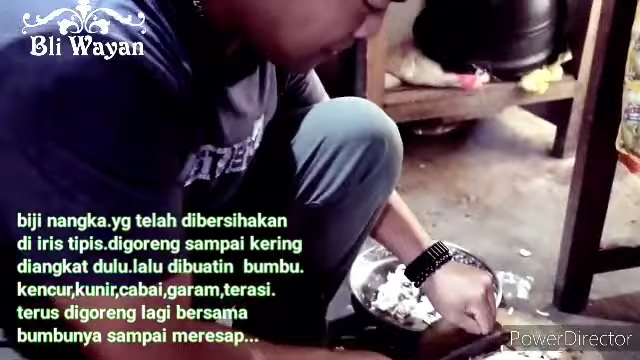 Bli Wayan
biji nangka.yg telah dibersihakan
di iris tipis.digoreng sampai kering
diangkat dulu.lalu dibuatin bumbu.
kencur,kunir,cabai,garam,terasi.
terus digoreng lagi bersama
bumbunya sampai meresap...
PowerDirector